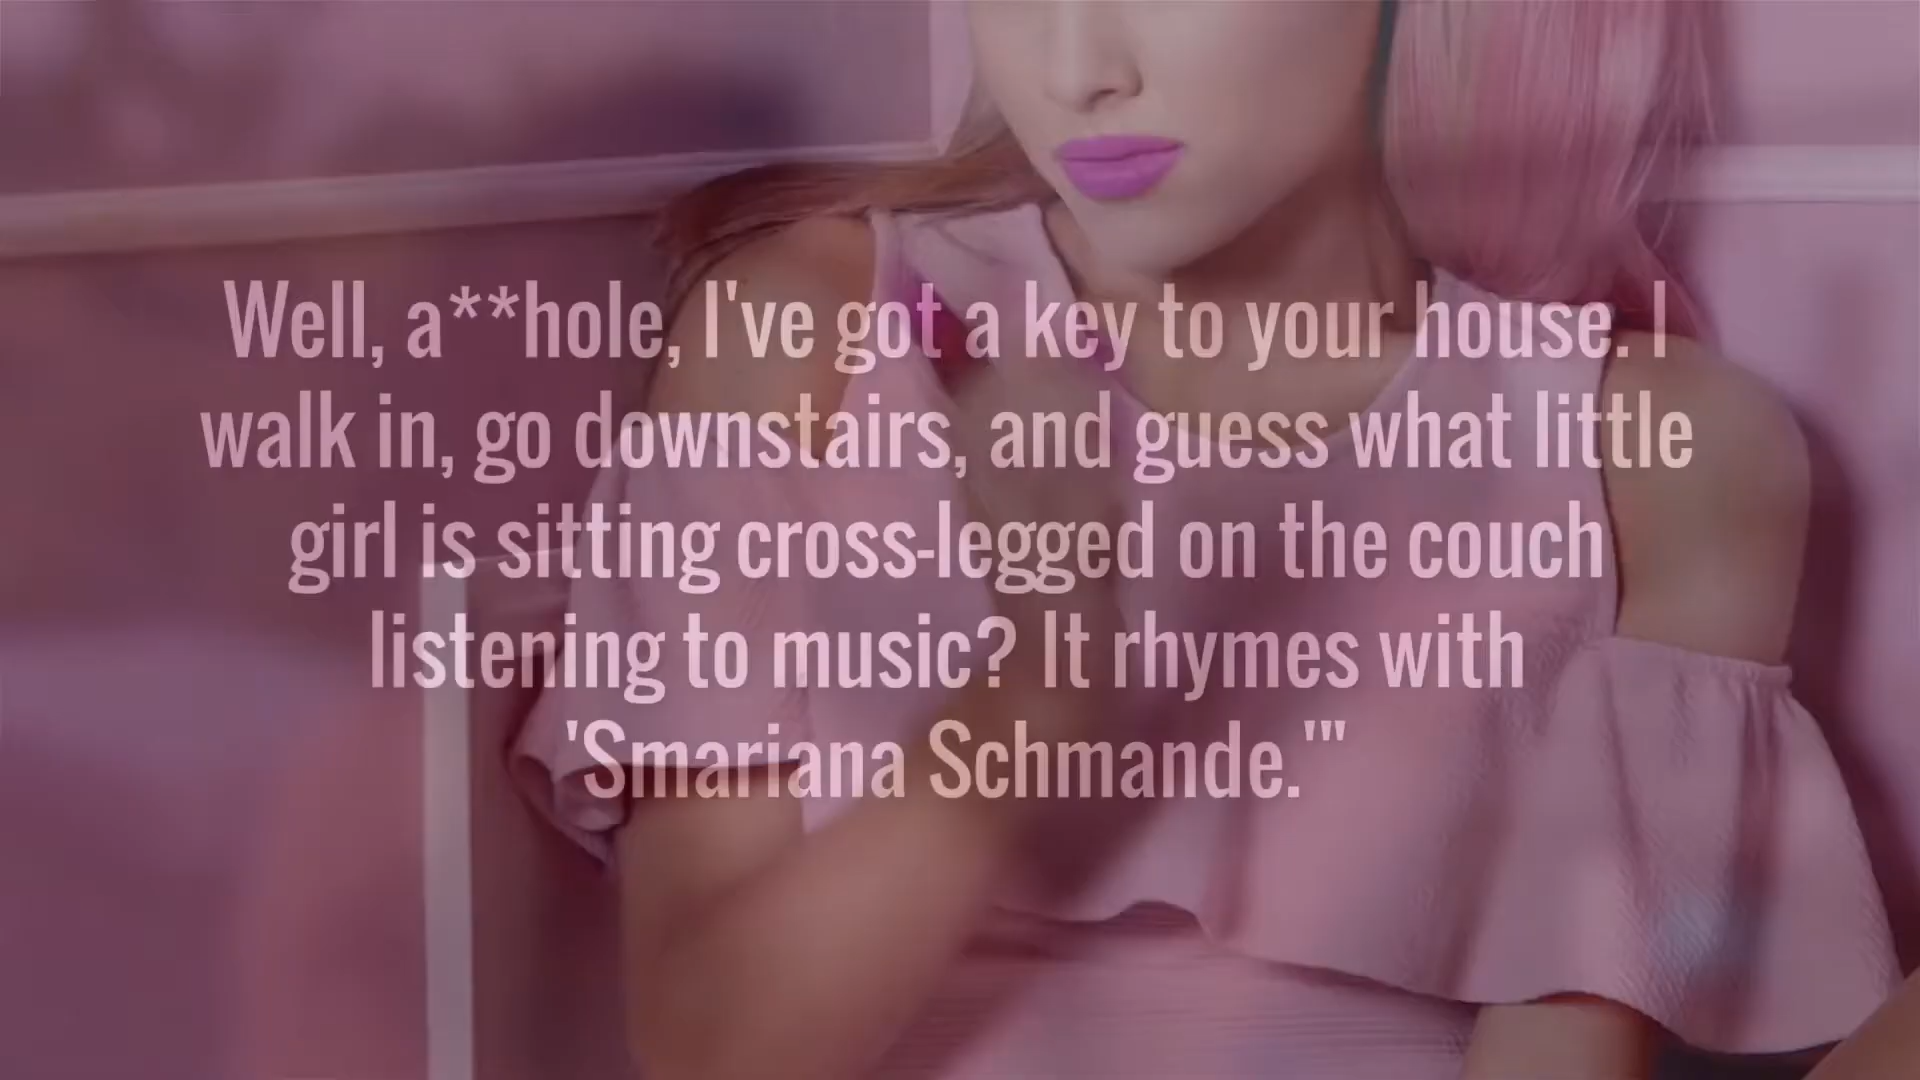 Well, a**hole, I've got a key to your house. I
walk in, go downstairs, and guess what little
girl is sitting cross-legged on the couch
listening to music? It rhymes with
'Smariana Schmande.'"